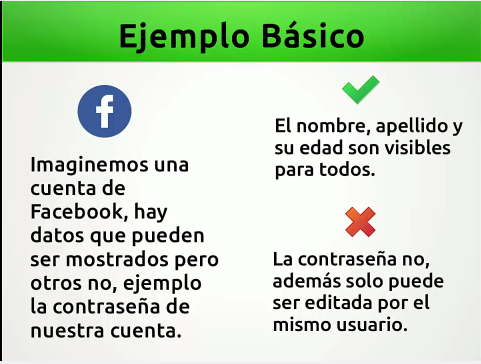 Ejemplo Básico
f
Imaginemos una
cuenta de
Facebook, hay
datos que pueden
ser mostrados pero
otros no, ejemplo
la contraseña de
nuestra cuenta.
El nombre, apellido y
su edad son visibles
para todos.
La contraseña no,
además solo puede
ser editada por el
mismo usuario.